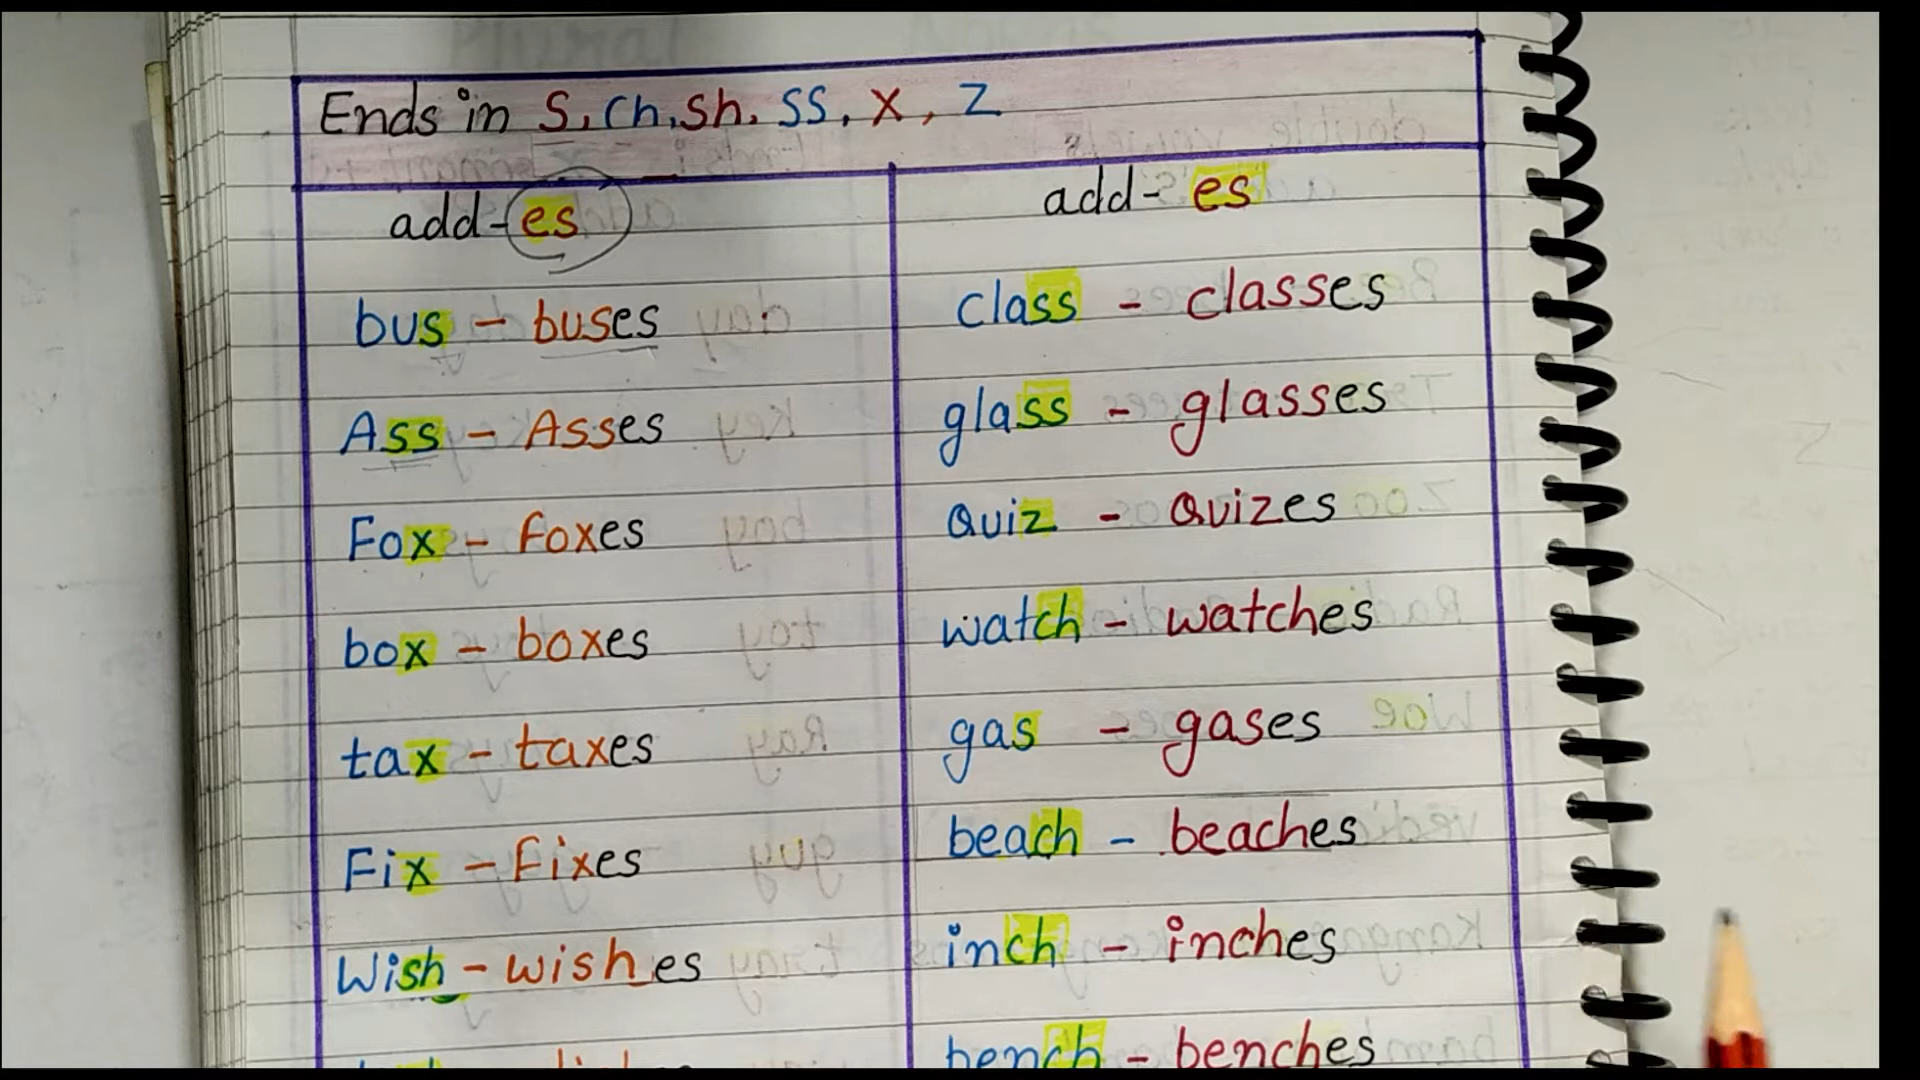 Ends in S, Ch, Sh, SS, X, Z
add-es
bus - buses
Ass - Asses
Fox - Foxes
box - boxes
tax - taxes
Fix - Fixes
Wish - wishes
add- es
class - classes
glass - glasses
Quiz - Quizes
watch - watches
gas - gases
beach - beaches
inch - inches
bench - benches